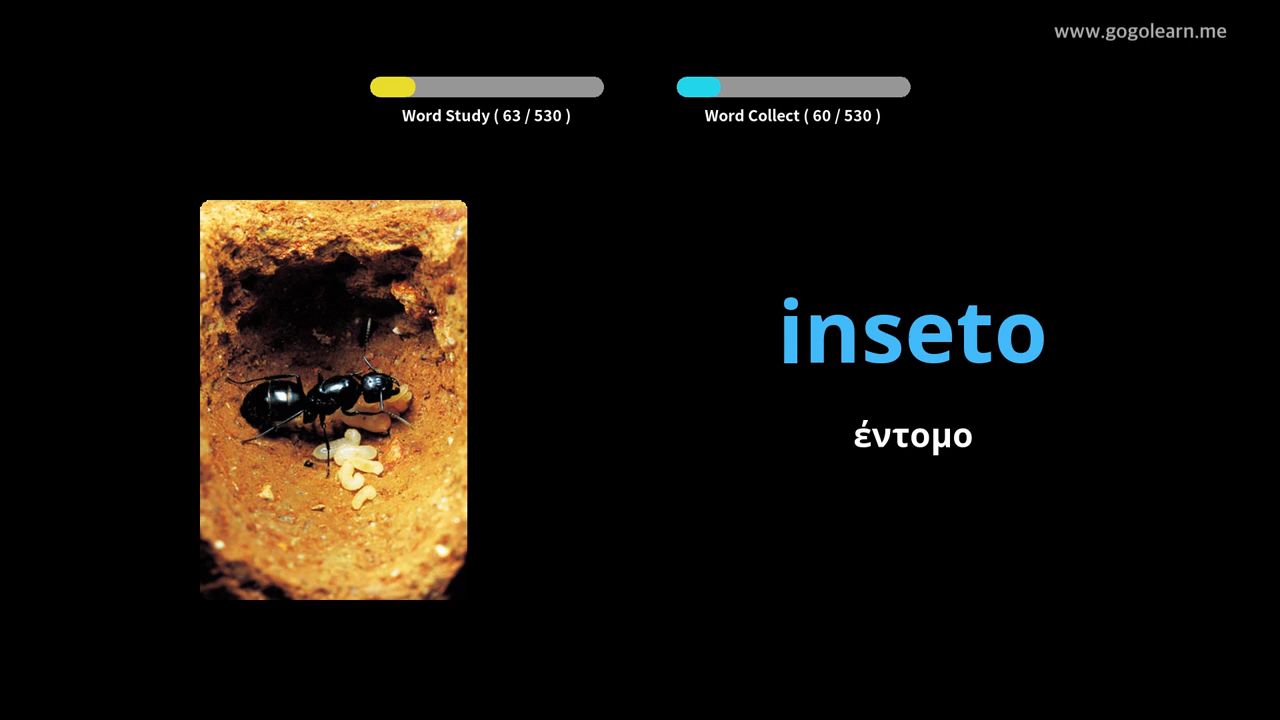 www.gogolearn.me
Word Study ( 63 / 530 )
Word Collect ( 60 / 530 )
inseto
έντομο